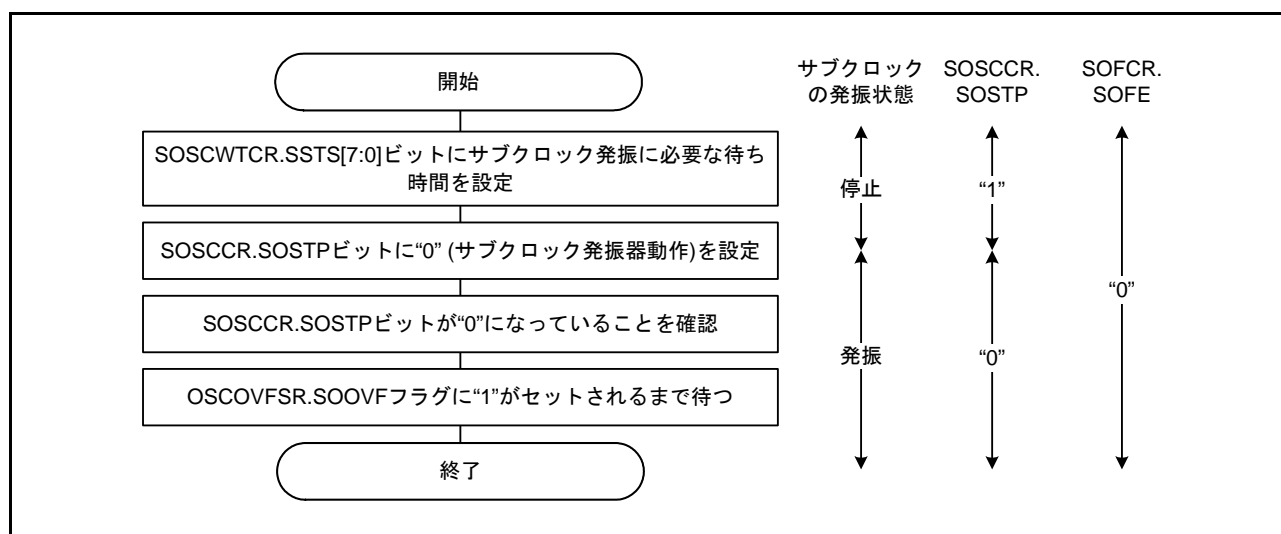 開始
サブクロック
の発振状態
SOSCCR.
SOSTP
SOFCR.
SOFE
SOSCWTCR.SSTS[7:0]ビットにサブクロック発振に必要な待ち
時間を設定
停止
“1”
SOSCCR.SOSTPビットに“0” (サブクロック発振器動作)を設定
“0”
SOSCCR.SOSTPビットが“0”になっていることを確認
発振
“0”
OSCOVFSR.SOOVFフラグに“1”がセットされるまで待つ
終了